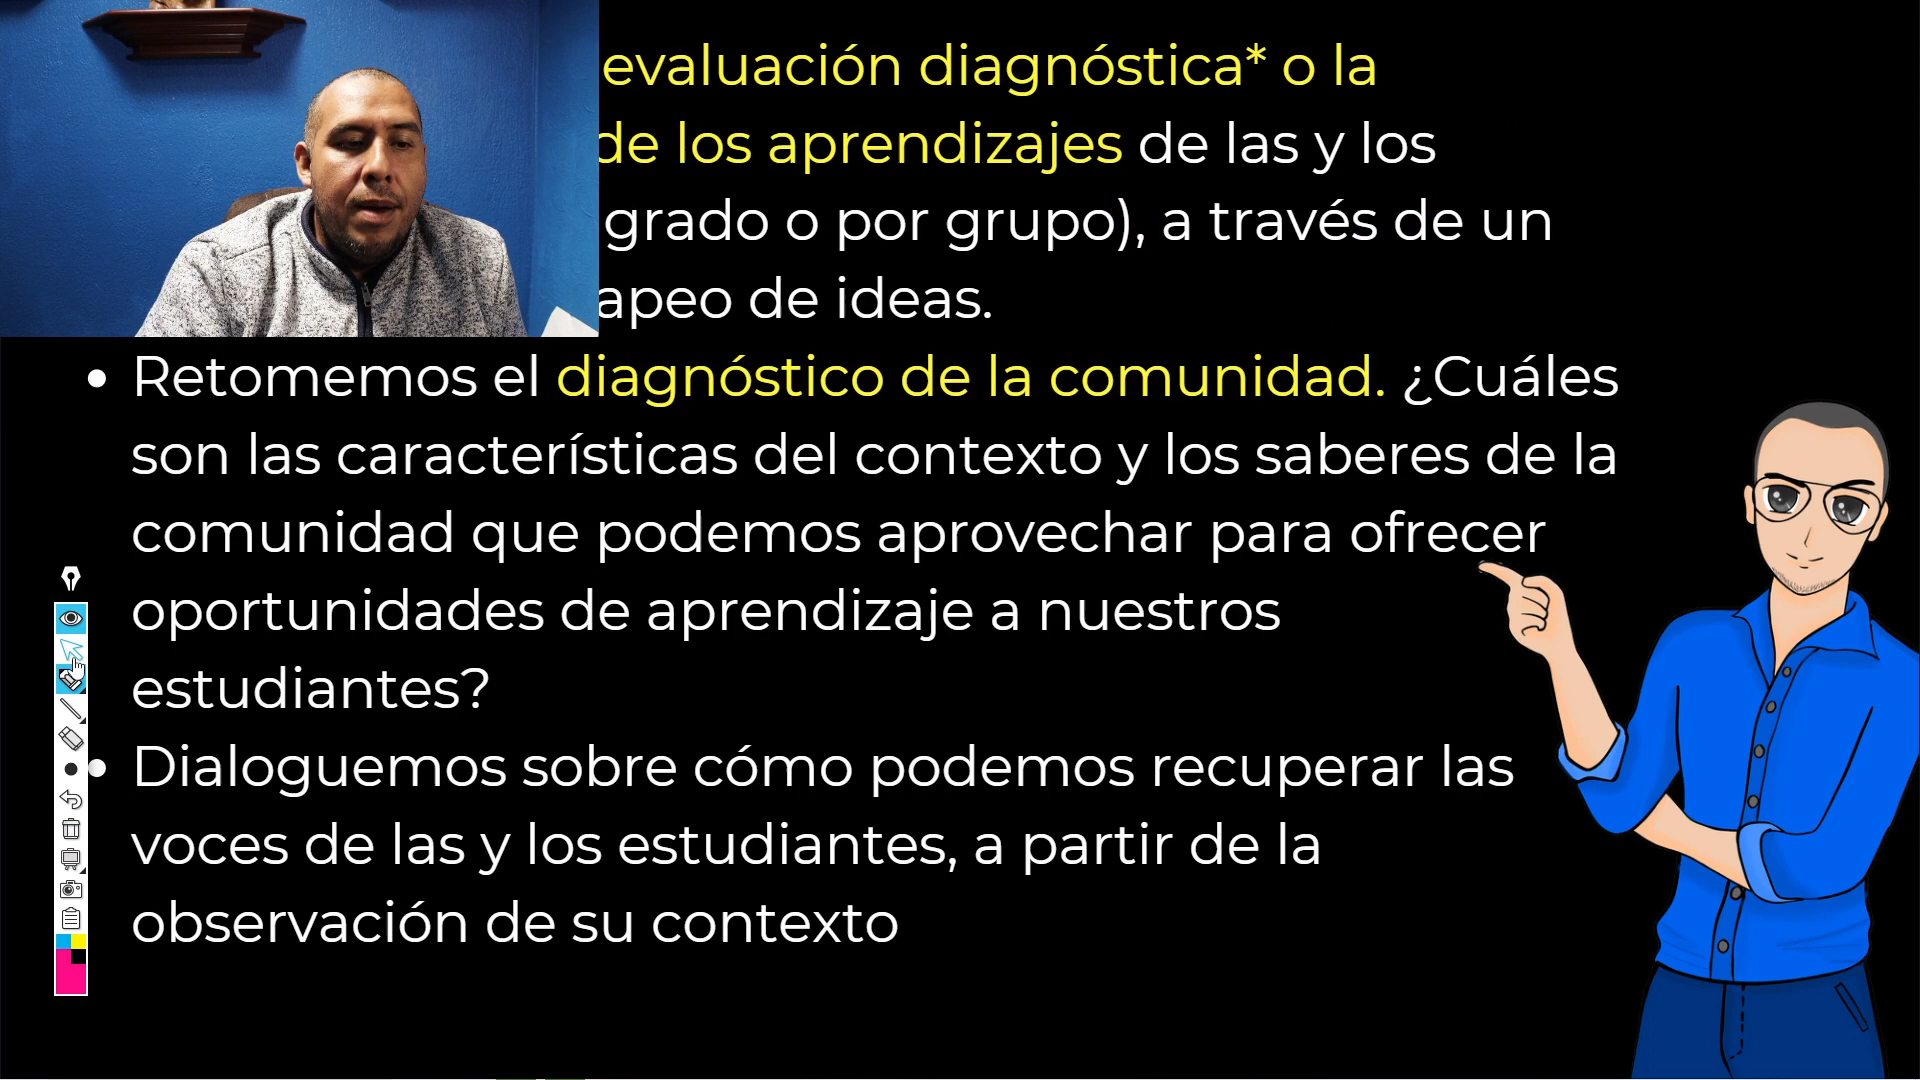 evaluación diagnóstica* o la
de los aprendizajes de las y los
grado o por grupo), a través de un
apeo de ideas.
• Retomemos el diagnóstico de la comunidad. ¿Cuáles
son las características del contexto y los saberes de la
comunidad que podemos aprovechar para ofrecer
oportunidades de aprendizaje a nuestros
estudiantes?
• Dialoguemos sobre cómo podemos recuperar las
voces de las y los estudiantes, a partir de la
observación de su contexto